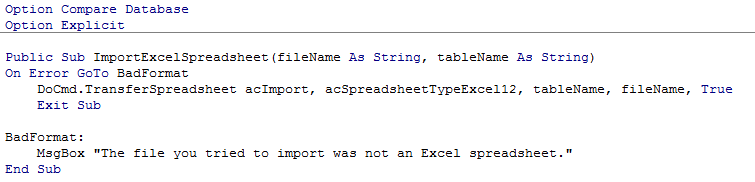 Option Compare Database
Option Explicit
Public Sub ImportExcelSpreadsheet(fileName As String, tableName As String)
On Error GoTo BadFormat
    DoCmd.TransferSpreadsheet acImport, acSpreadsheetTypeExcel12, tableName, fileName, True
    Exit Sub
BadFormat:
    MsgBox "The file you tried to import was not an Excel spreadsheet."
End Sub